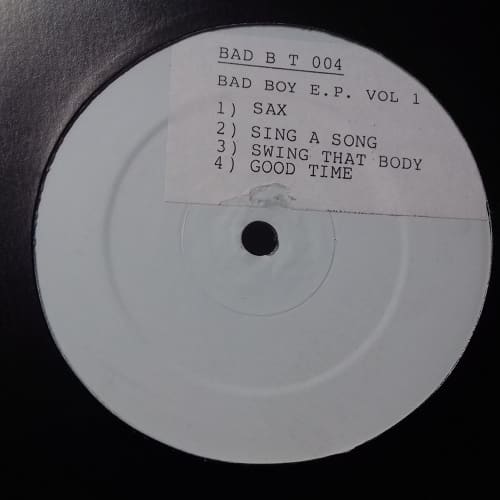 BAD B T 004
BAD BOY E.P. VOL 1
1) SAX
2) SING A SONG
3) SWING THAT BODY
4) GOOD TIME